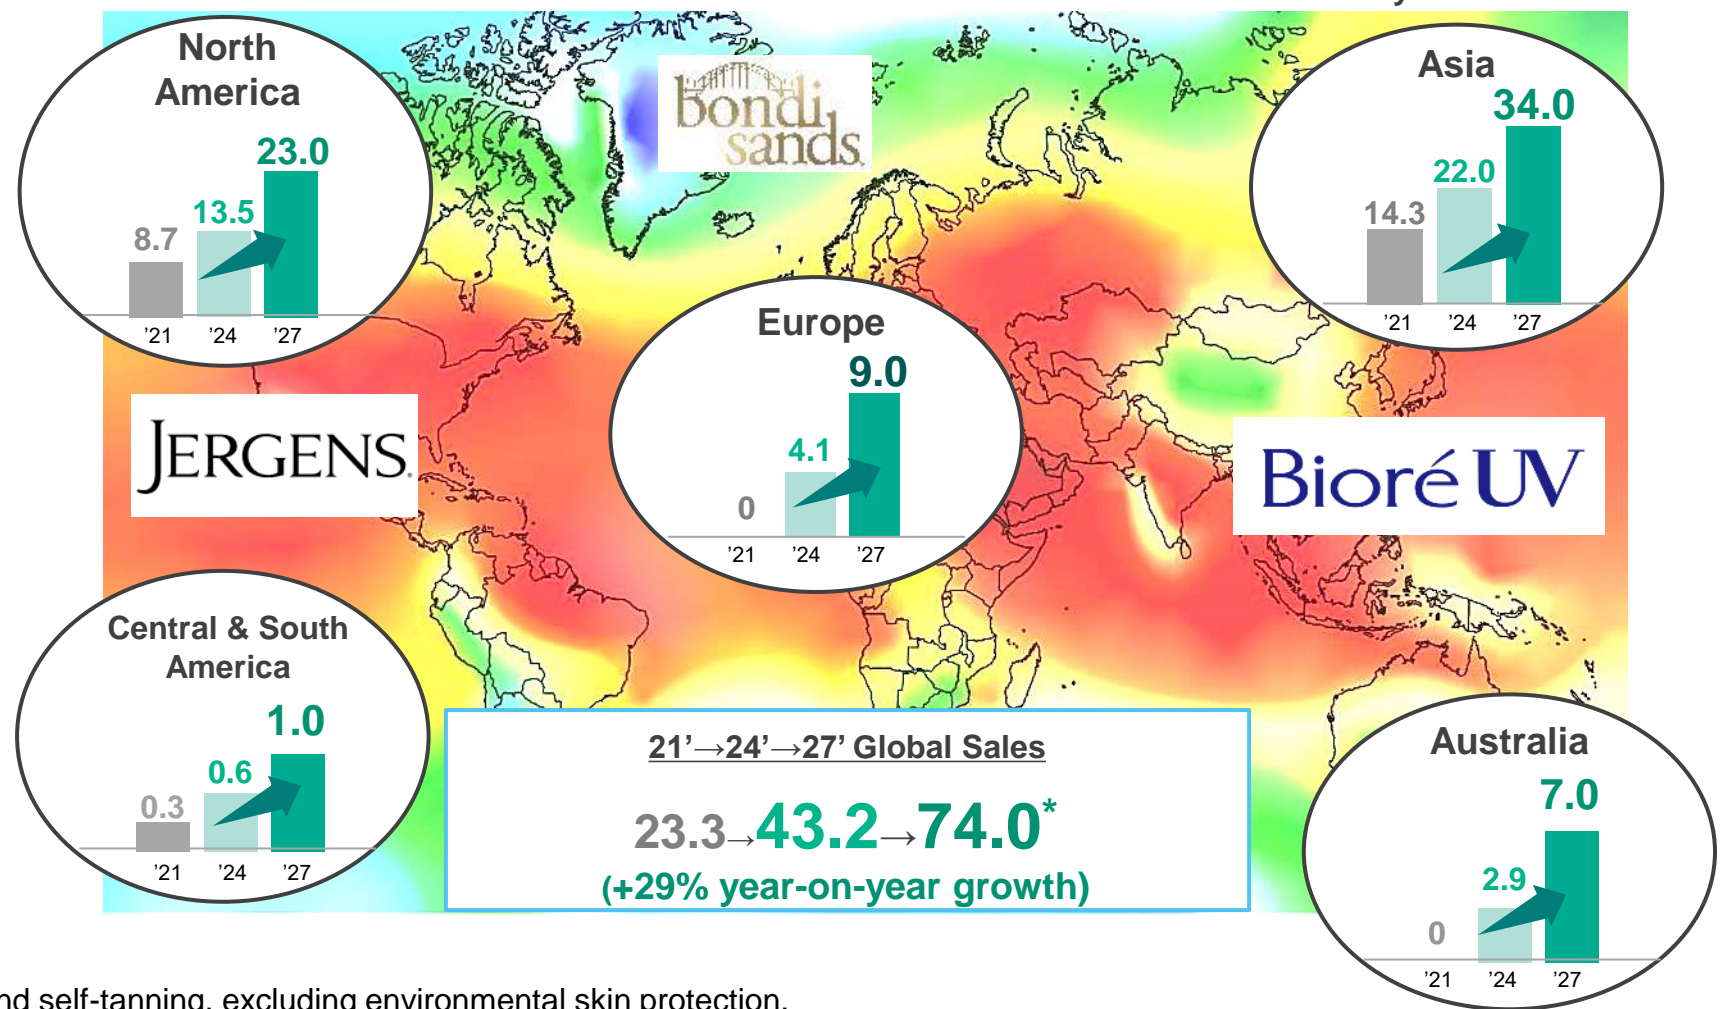 North
America
23.0
13.5
8.7
’21 ’24 ’27
bondi
sands
Asia
34.0
22.0
14.3
’21 ’24 ’27
Europe
9.0
4.1
0
’21 ’24 ’27
JERGENS.
Bioré UV
Central & South
America
1.0
0.6
0.3
’21 ’24 ’27
21’→24’→27’ Global Sales
23.3→43.2→74.0*
(+29% year-on-year growth)
Australia
7.0
2.9
0
’21 ’24 ’27
self-tanning, excluding environmental skin protection.